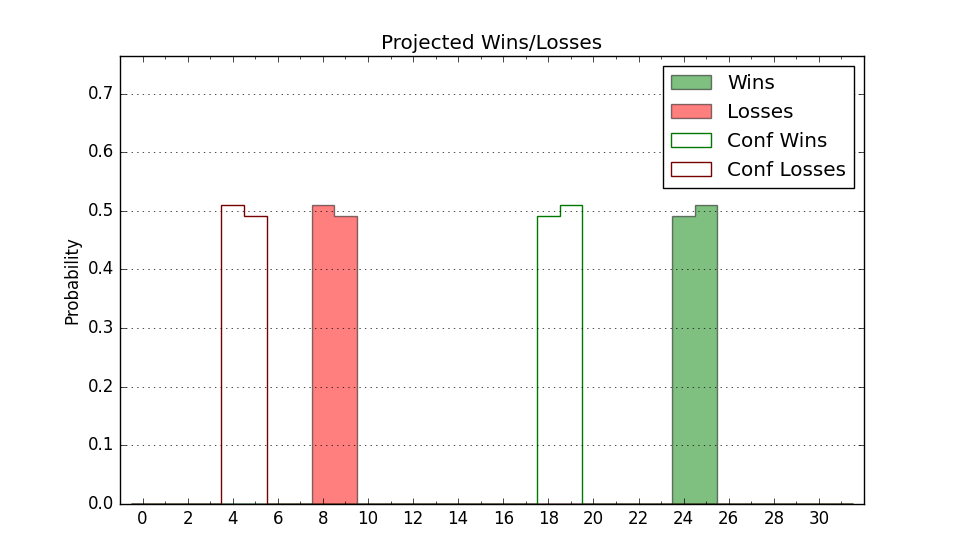 Projected Wins/Losses
Wins
Losses
Conf Wins
Conf Losses
Probability
0.7
0.6
0.5
0.4
0.3
0.2
0.1
0.0
0 2 4 6 8 10 12 14 16 18 20 22 24 26 28 30